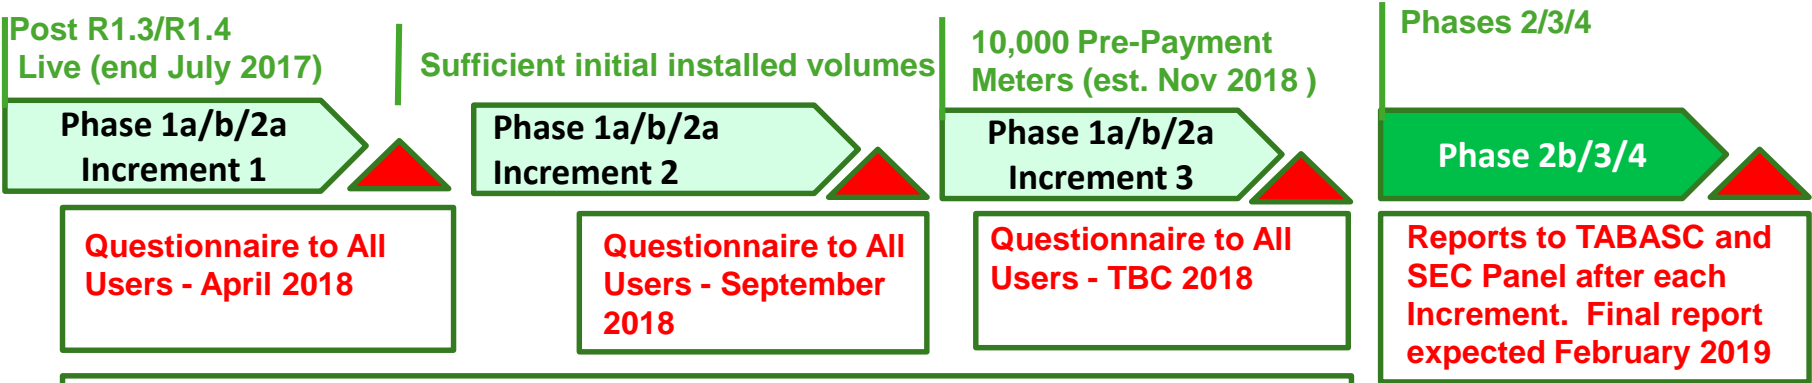 Post R1.3/R1.4
Live (end July 2017)
Sufficient initial installed volumes
10,000 Pre-Payment
Meters (est. Nov 2018 )
Phases 2/3/4
Phase 1a/b/2a
Increment 1
Phase 1a/b/2a
Increment 2
Phase 1a/b/2a
Increment 3
Phase 2b/3/4
Questionnaire to All
Users - April 2018
Questionnaire to All
Users - September
2018
Questionnaire to All
Users - TBC 2018
Reports to TABASC and
SEC Panel after each
Increment. Final report
expected February 2019